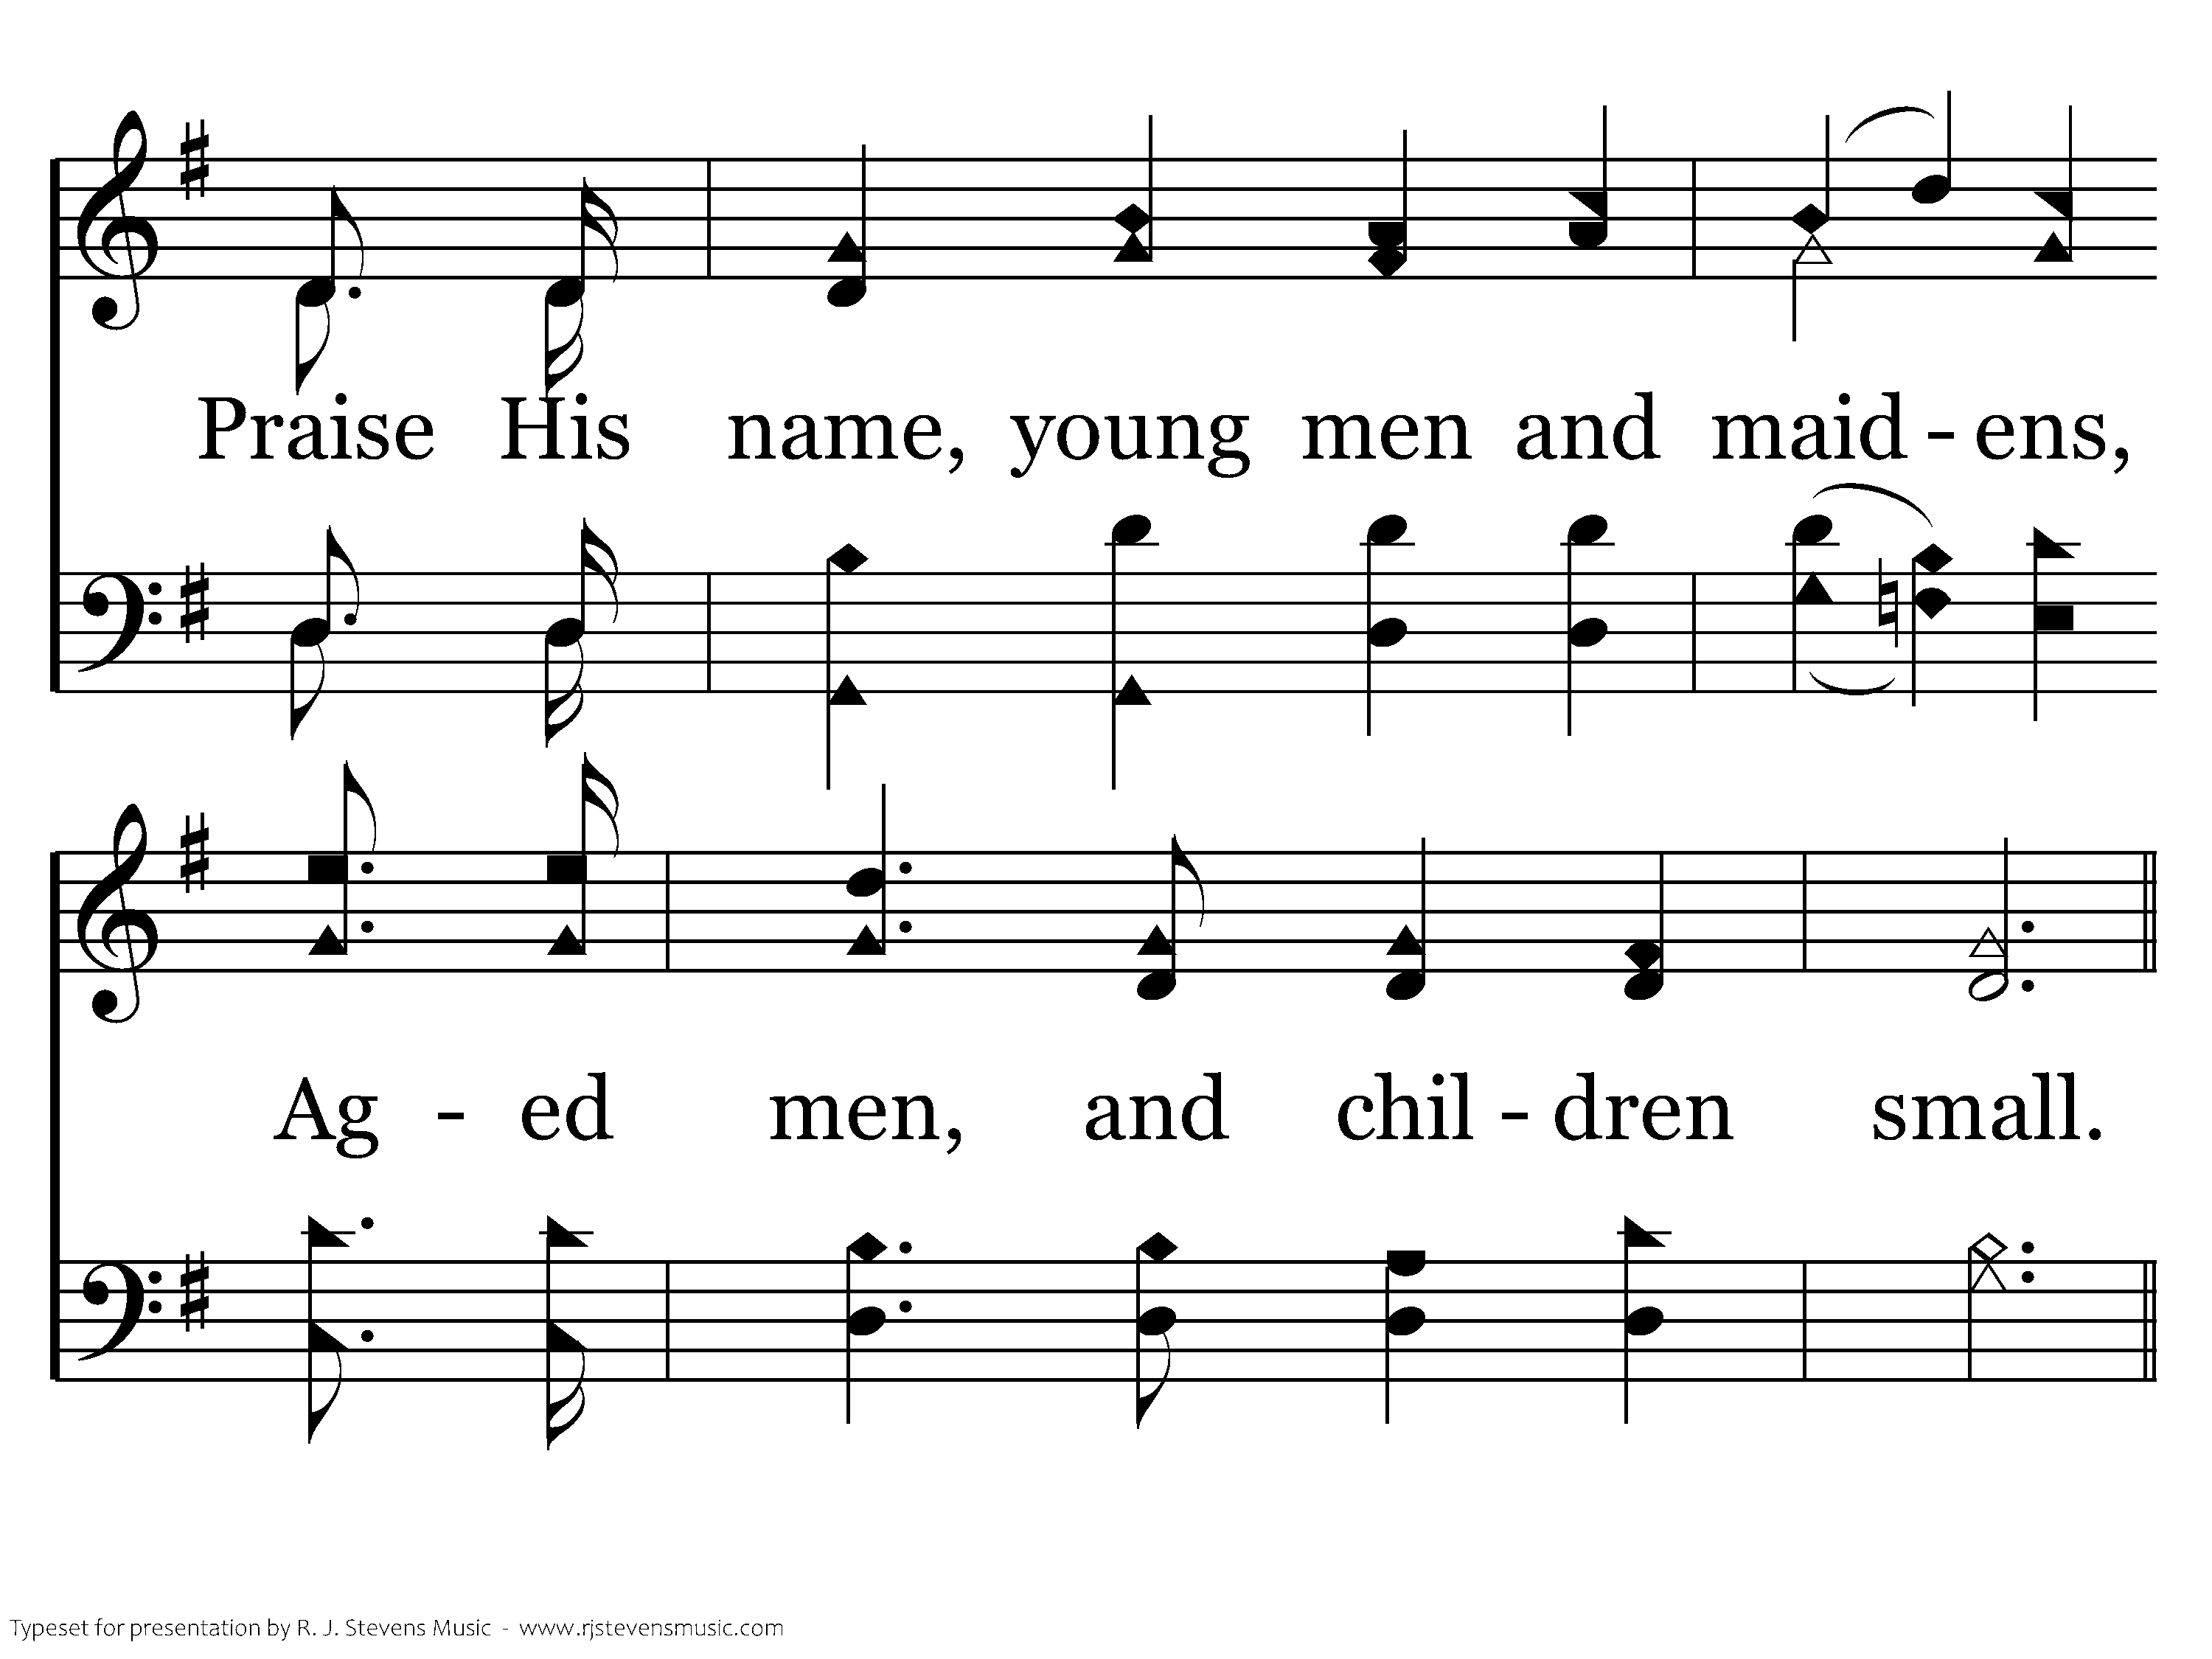 Praise His name, young men and maid - ens,
Ag - ed men, and chil - dren small.
Typeset for presentation by R. J. Stevens Music - www.rjstevensmusic.com